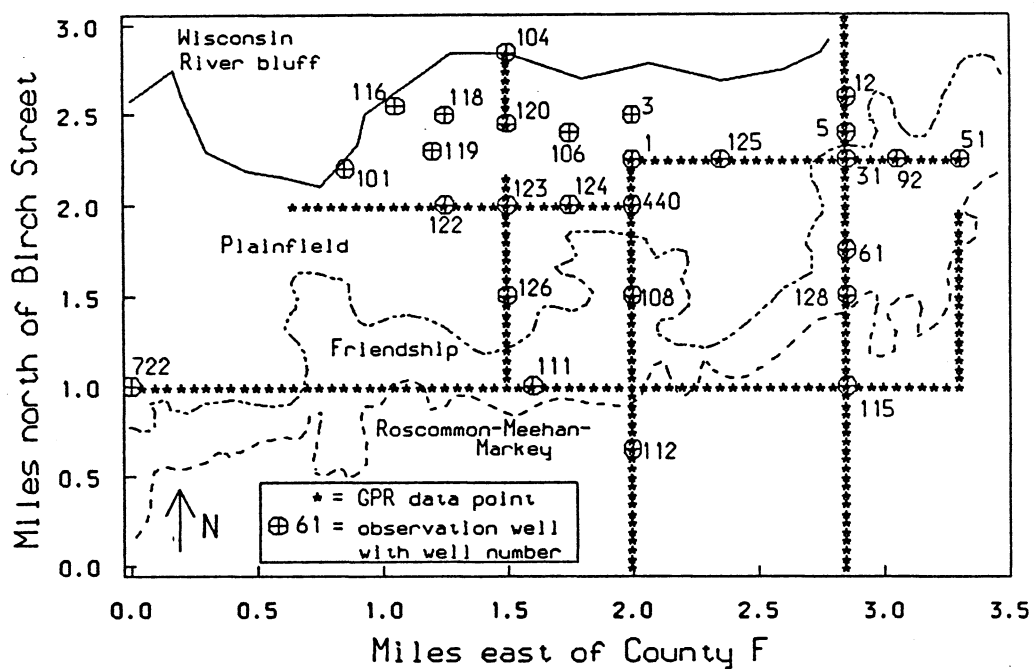 3.0
2.5
2.0
1.5
1.0
0.5
0.0
Miles north of Birch Street
Wisconsin
River bluff
104
116
118
120
119
101
106
3
1
125
12
5
51
31
92
123
124
122
440
Plainfield
61
126
108
128
Friendship
722
111
115
Roscommon-Meehan-
Markey
112
N
* = GPR data point
⊕ 61 = observation well
with well number
0.0 0.5 1.0 1.5 2.0 2.5 3.0 3.5
Miles east of County F